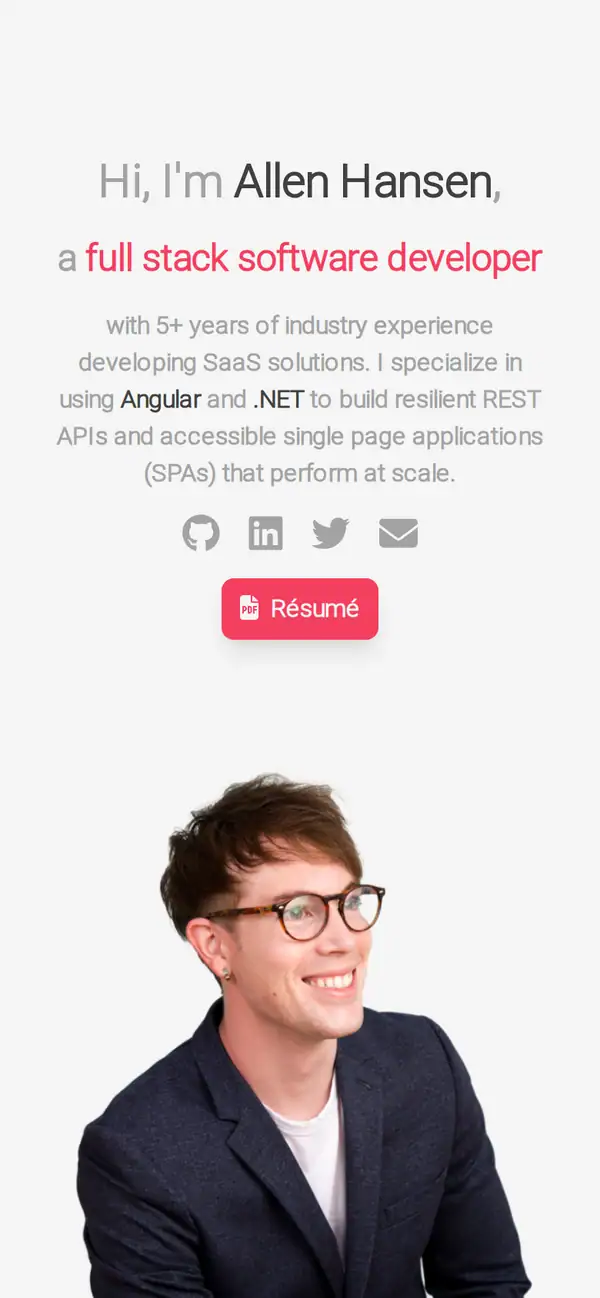 Hi, I'm Allen Hansen,
a full stack software developer
with 5+ years of industry experience
developing SaaS solutions. I specialize in
using Angular and .NET to build resilient REST
APIs and accessible single page applications
(SPAs) that perform at scale.
in
PDF Résumé